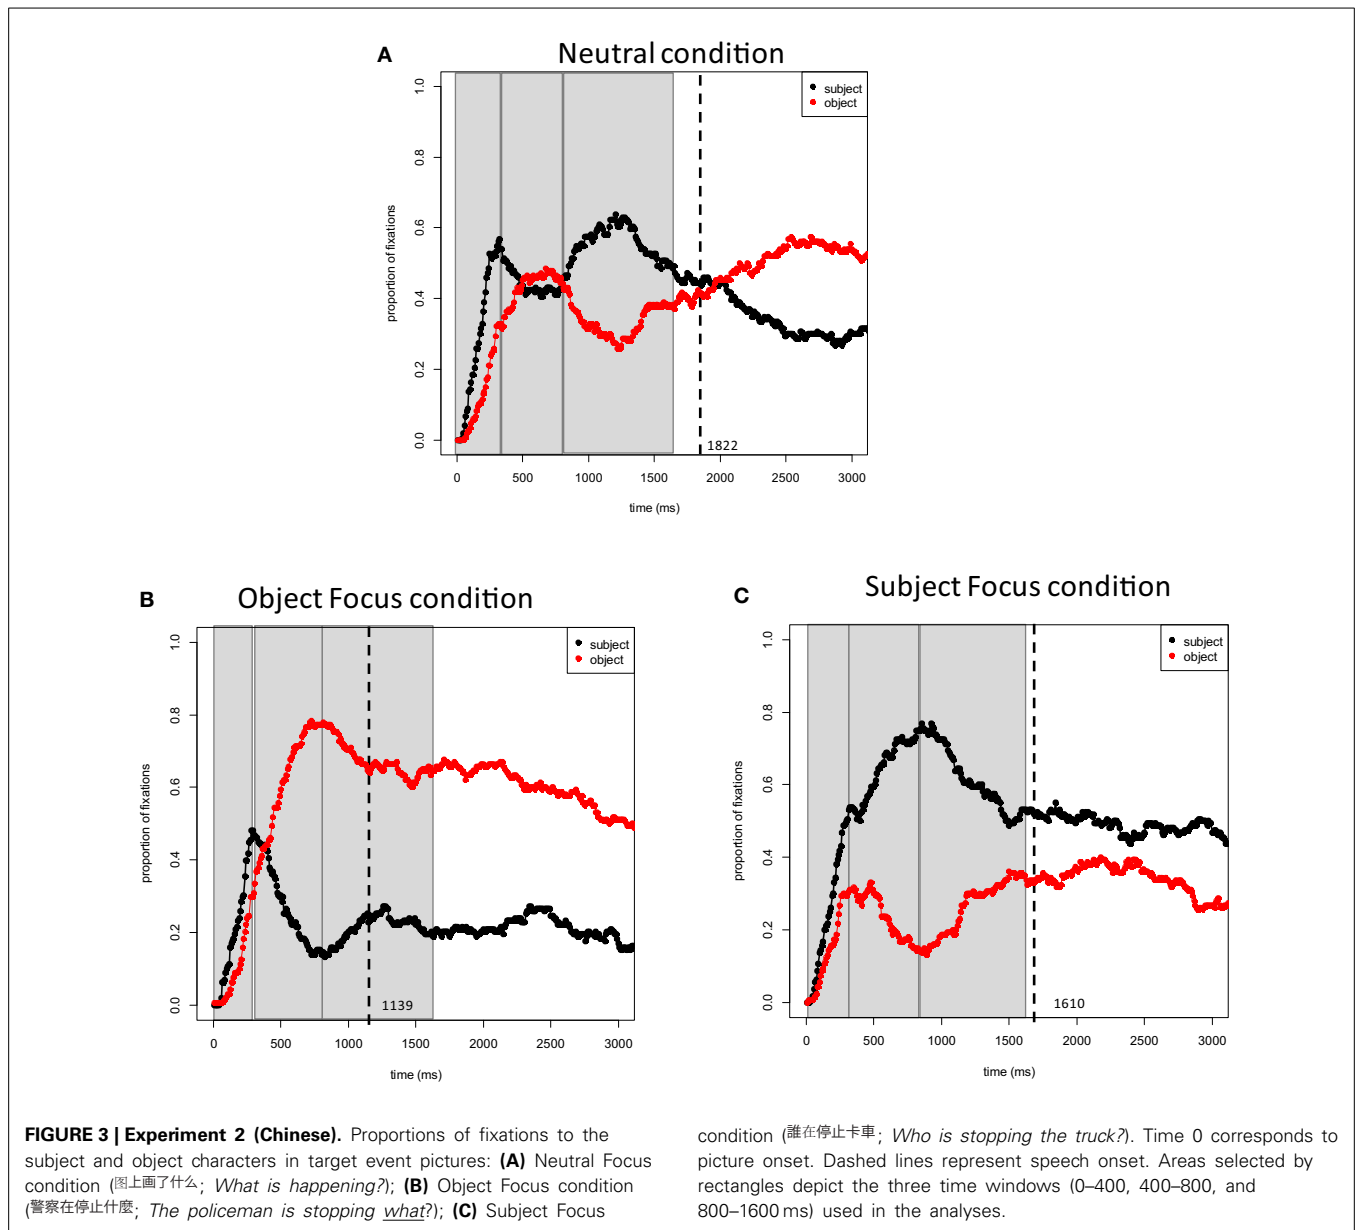 A
Neutral condition
subject
object
1.0
0.8
0.6
0.4
0.2
0.0
proportion of fixations
1822
0 500 1000 1500 2000 2500 3000
time (ms)
B
Object Focus condition
subject
object
1.0
0.8
0.6
0.4
0.2
0.0
proportion of fixations
1139
0 500 1000 1500 2000 2500 3000
time (ms)
C
Subject Focus condition
subject
object
1.0
0.8
0.6
0.4
0.2
0.0
proportion of fixations
1610
0 500 1000 1500 2000 2500 3000
time (ms)
FIGURE 3 | Experiment 2 (Chinese). Proportions of fixations to the
subject and object characters in target event pictures: (A) Neutral Focus
condition (图上画了什么; What is happening?); (B) Object Focus condition
(警察在停止什麼; The policeman is stopping what?); (C) Subject Focus
condition (誰在停止卡車; Who is stopping the truck?). Time 0 corresponds to
picture onset. Dashed lines represent speech onset. Areas selected by
rectangles depict the three time windows (0–400, 400–800, and
800–1600 ms) used in the analyses.